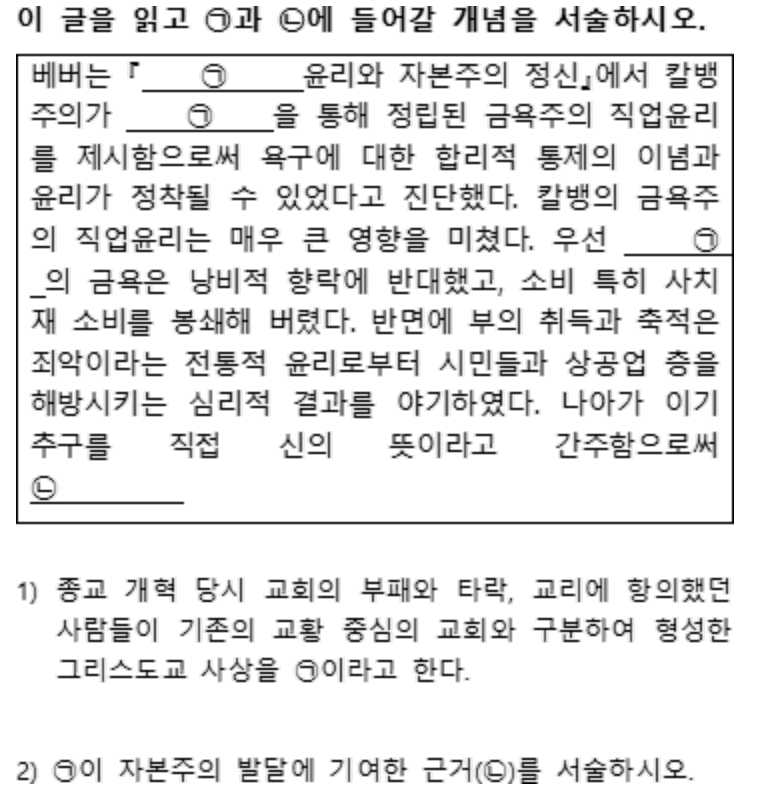 이 글을 읽고 ㉠과 ㉡에 들어갈 개념을 서술하시오.
베버는 『 ㉠ 윤리와 자본주의 정신』에서 칼뱅
주의가 ㉠ 을 통해 정립된 금욕주의 직업윤리
를 제시함으로써 욕구에 대한 합리적 통제의 이념과
윤리가 정착될 수 있었다고 진단했다. 칼뱅의 금욕주
의 직업윤리는 매우 큰 영향을 미쳤다. 우선 ㉠
_의 금욕은 낭비적 향락에 반대했고, 소비 특히 사치
재 소비를 봉쇄해 버렸다. 반면에 부의 취득과 축적은
죄악이라는 전통적 윤리로부터 시민들과 상공업 층을
해방시키는 심리적 결과를 야기하였다. 나아가 이기
추구를 직접 신의 뜻이라고 간주함으로써
㉡
1) 종교 개혁 당시 교회의 부패와 타락, 교리에 항의했던
사람들이 기존의 교황 중심의 교회와 구분하여 형성한
그리스도교 사상을 ㉠이라고 한다.
2) ㉠이 자본주의 발달에 기여한 근거(㉡)를 서술하시오.